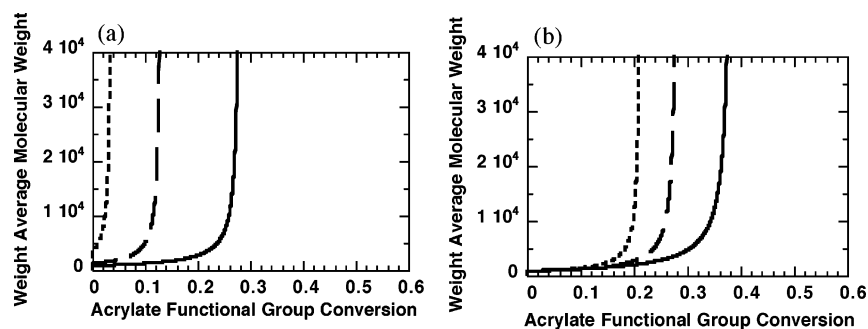 (a)
Weight Average Molecular Weight
4 10⁴
3 10⁴
2 10⁴
1 10⁴
0
0 0.1 0.2 0.3 0.4 0.5 0.6
Acrylate Functional Group Conversion
(b)
Weight Average Molecular Weight
4 10⁴
3 10⁴
2 10⁴
1 10⁴
0
0 0.1 0.2 0.3 0.4 0.5 0.6
Acrylate Functional Group Conversion